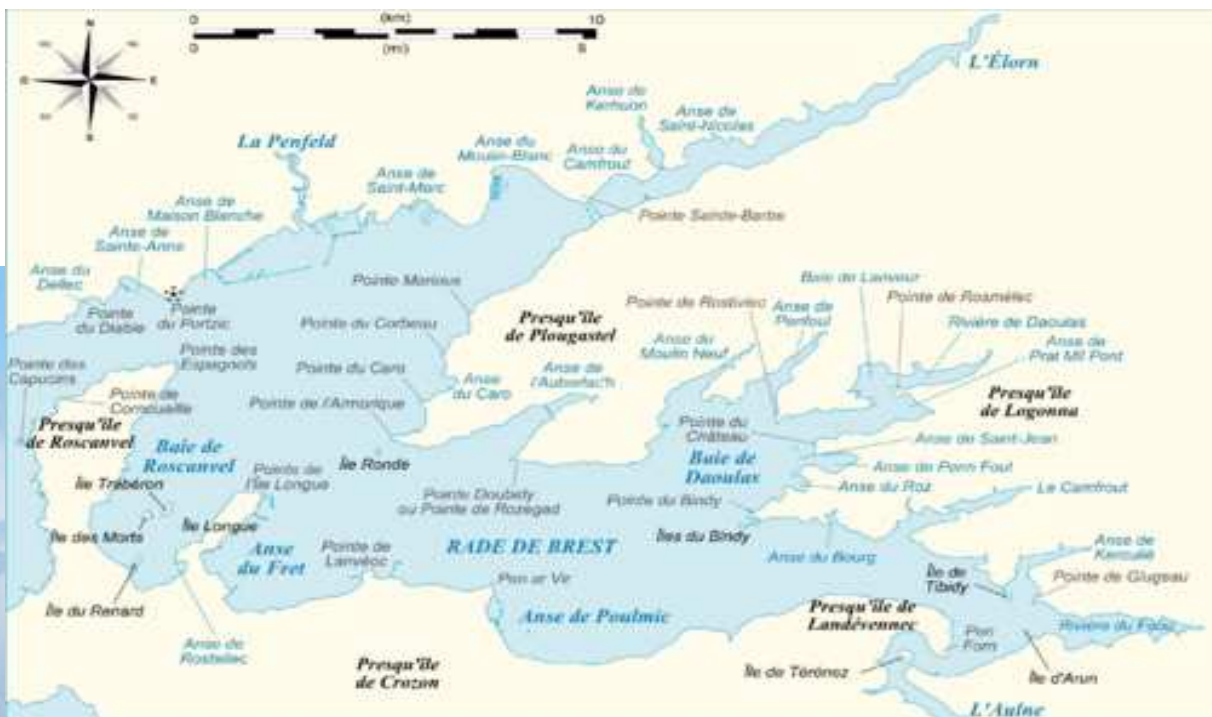 0
(km)
10
0
(mi)
N
E
S
O
L'Élorn
Anse de
Kerhuon
Anse de
Saint-Nicolas
La Penfeld
Anse du
Moulin-Blanc
Anse du
Camfrout
Anse de
Saint-Marc
Anse de
Maison Blanche
Pointe Sainte-Barbe
Anse de
Sainte-Anne
Anse du
Dellec
Pointe
du Diable
Pointe
du Portzic
Pointe Marloux
Baie de Lanveur
Pointe de Rosmélec
Pointe de Rostiviec
Anse de
Penfoul
Rivière de Daoulas
Presqu'île
de Plougastel
Pointe du Corbeau
Anse du
Moulin Neuf
Anse de
Prat Mil Pont
Pointe des
Capucins
Pointe des
Espagnols
Pointe du Caro
Anse
du Caro
Anse de
l'Auberlac'h
Presqu'île
de Logonna
Pointe de
Cornouaille
Pointe de l'Armorique
Presqu'île
de Roscanvel
Baie de
Roscanvel
Pointe du
Château
Anse de Saint-Jean
Île Ronde
Baie de
Daoulas
Anse de Penn Foul
Île Trébéron
Pointe de
l'Île Longue
Anse du Roz
Le Camfrout
Pointe Doubidy
ou Pointe de Rozegad
Pointe du Bindy
Île des Morts
Île Longue
Îles du Bindy
Anse
du Fret
Pointe de
Lanvéoc
RADE DE BREST
Anse du Bourg
Anse de
Keroullé
Île de
Tibidy
Pointe de Glugeau
Pen ar Vir
Île du Renard
Anse de Poulmic
Presqu'île de
Landévennec
Pen
Forn
Rivière du Faou
Anse de
Rostellec
Presqu'île
de Crozon
Île de Térénez
Île d'Arun
L'Aulne